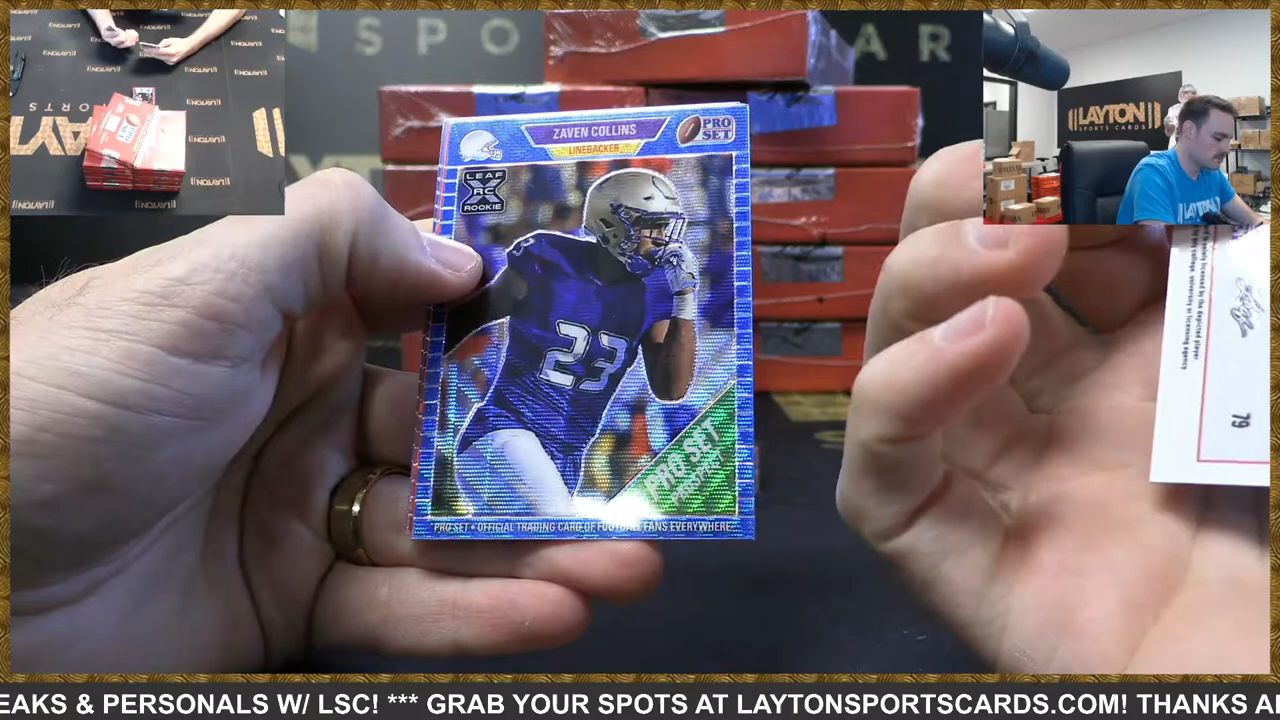 SPO
AR
LAYTON
SPORTS CARDS
ZAVEN COLLINS
LINEBACKER
PRO
SET
LEAF
RC
ROOKIE
23
PRO SET
PRO SET • OFFICIAL TRADING CARD OF FOOTBALL FANS EVERYWHERE
79
EAKS & PERSONALS W/ LSC! *** GRAB YOUR SPOTS AT LAYTONSPORTSCARDS.COM! THANKS A